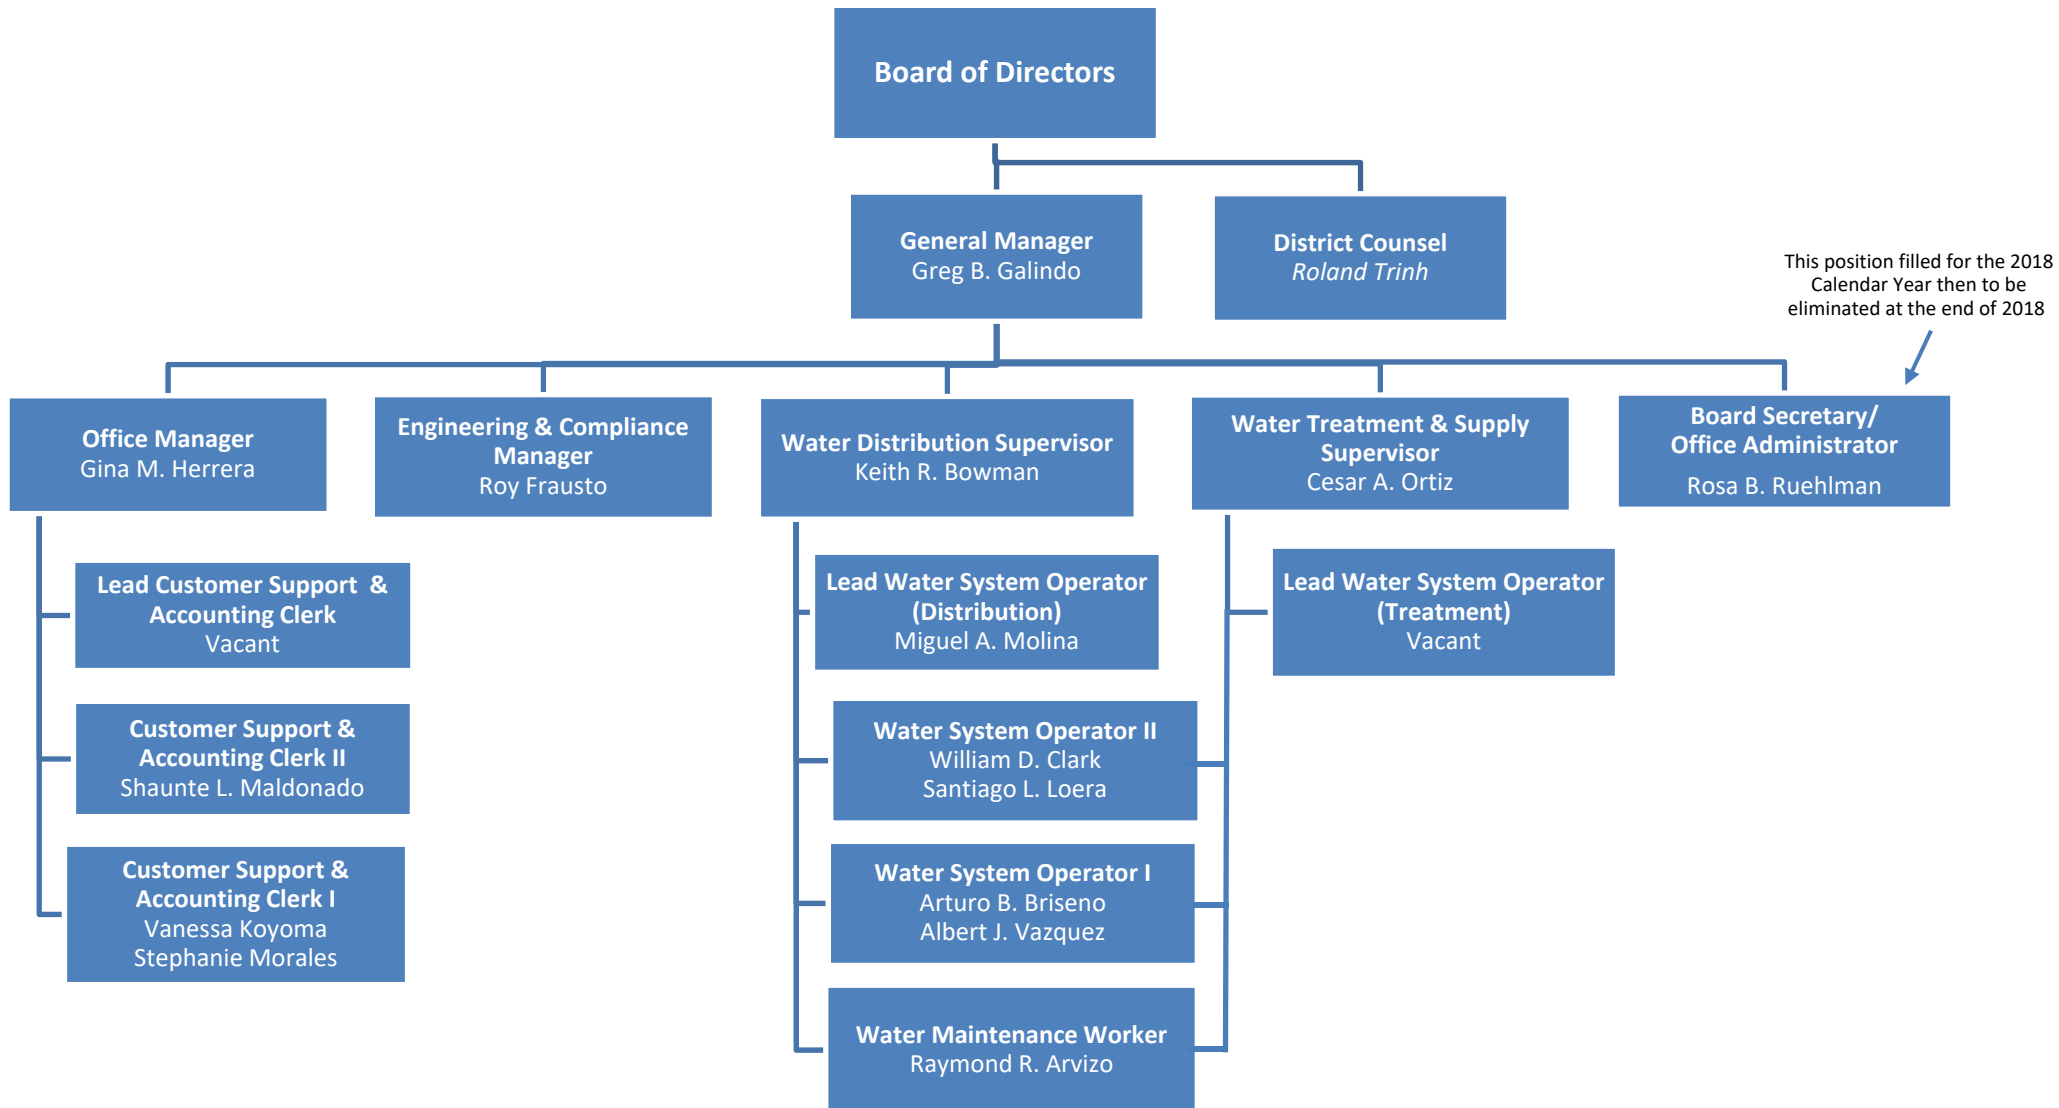 Board of Directors
General Manager
Greg B. Galindo
District Counsel
Roland Trinh
This position filled for the 2018
Calendar Year then to be
eliminated at the end of 2018
Office Manager
Gina M. Herrera
Engineering & Compliance
Manager
Roy Frausto
Water Distribution Supervisor
Keith R. Bowman
Water Treatment & Supply
Supervisor
Cesar A. Ortiz
Board Secretary/
Office Administrator
Rosa B. Ruehlman
Lead Customer Support &
Accounting Clerk
Vacant
Lead Water System Operator
(Distribution)
Miguel A. Molina
Lead Water System Operator
(Treatment)
Vacant
Customer Support &
Accounting Clerk II
Shaunte L. Maldonado
Water System Operator II
William D. Clark
Santiago L. Loera
Customer Support &
Accounting Clerk I
Vanessa Koyoma
Stephanie Morales
Water System Operator I
Arturo B. Briseno
Albert J. Vazquez
Water Maintenance Worker
Raymond R. Arvizo